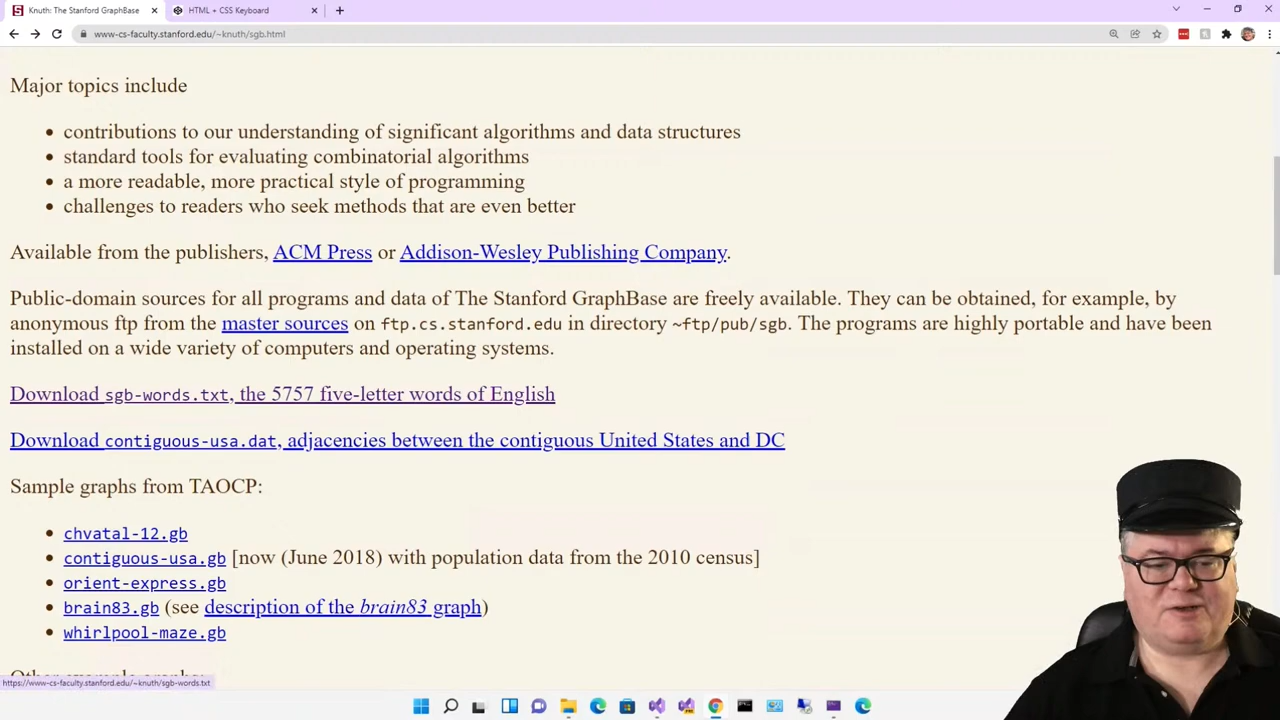 Knuth: The Stanford GraphBase
HTML + CSS Keyboard
www-cs-faculty.stanford.edu/~knuth/sgb.html
Major topics include
contributions to our understanding of significant algorithms and data structures
standard tools for evaluating combinatorial algorithms
a more readable, more practical style of programming
challenges to readers who seek methods that are even better
Available from the publishers, ACM Press or Addison-Wesley Publishing Company.
Public-domain sources for all programs and data of The Stanford GraphBase are freely available. They can be obtained, for example, by
anonymous ftp from the master sources on ftp.cs.stanford.edu in directory ~ftp/pub/sgb. The programs are highly portable and have been
installed on a wide variety of computers and operating systems.
Download sgb-words.txt, the 5757 five-letter words of English
Download contiguous-usa.dat, adjacencies between the contiguous United States and DC
Sample graphs from TAOCP:
chvatal-12.gb
contiguous-usa.gb [now (June 2018) with population data from the 2010 census]
orient-express.gb
brain83.gb (see description of the brain83 graph)
whirlpool-maze.gb
Other example graphs:
https://www-cs-faculty.stanford.edu/~knuth/sgb-words.txt